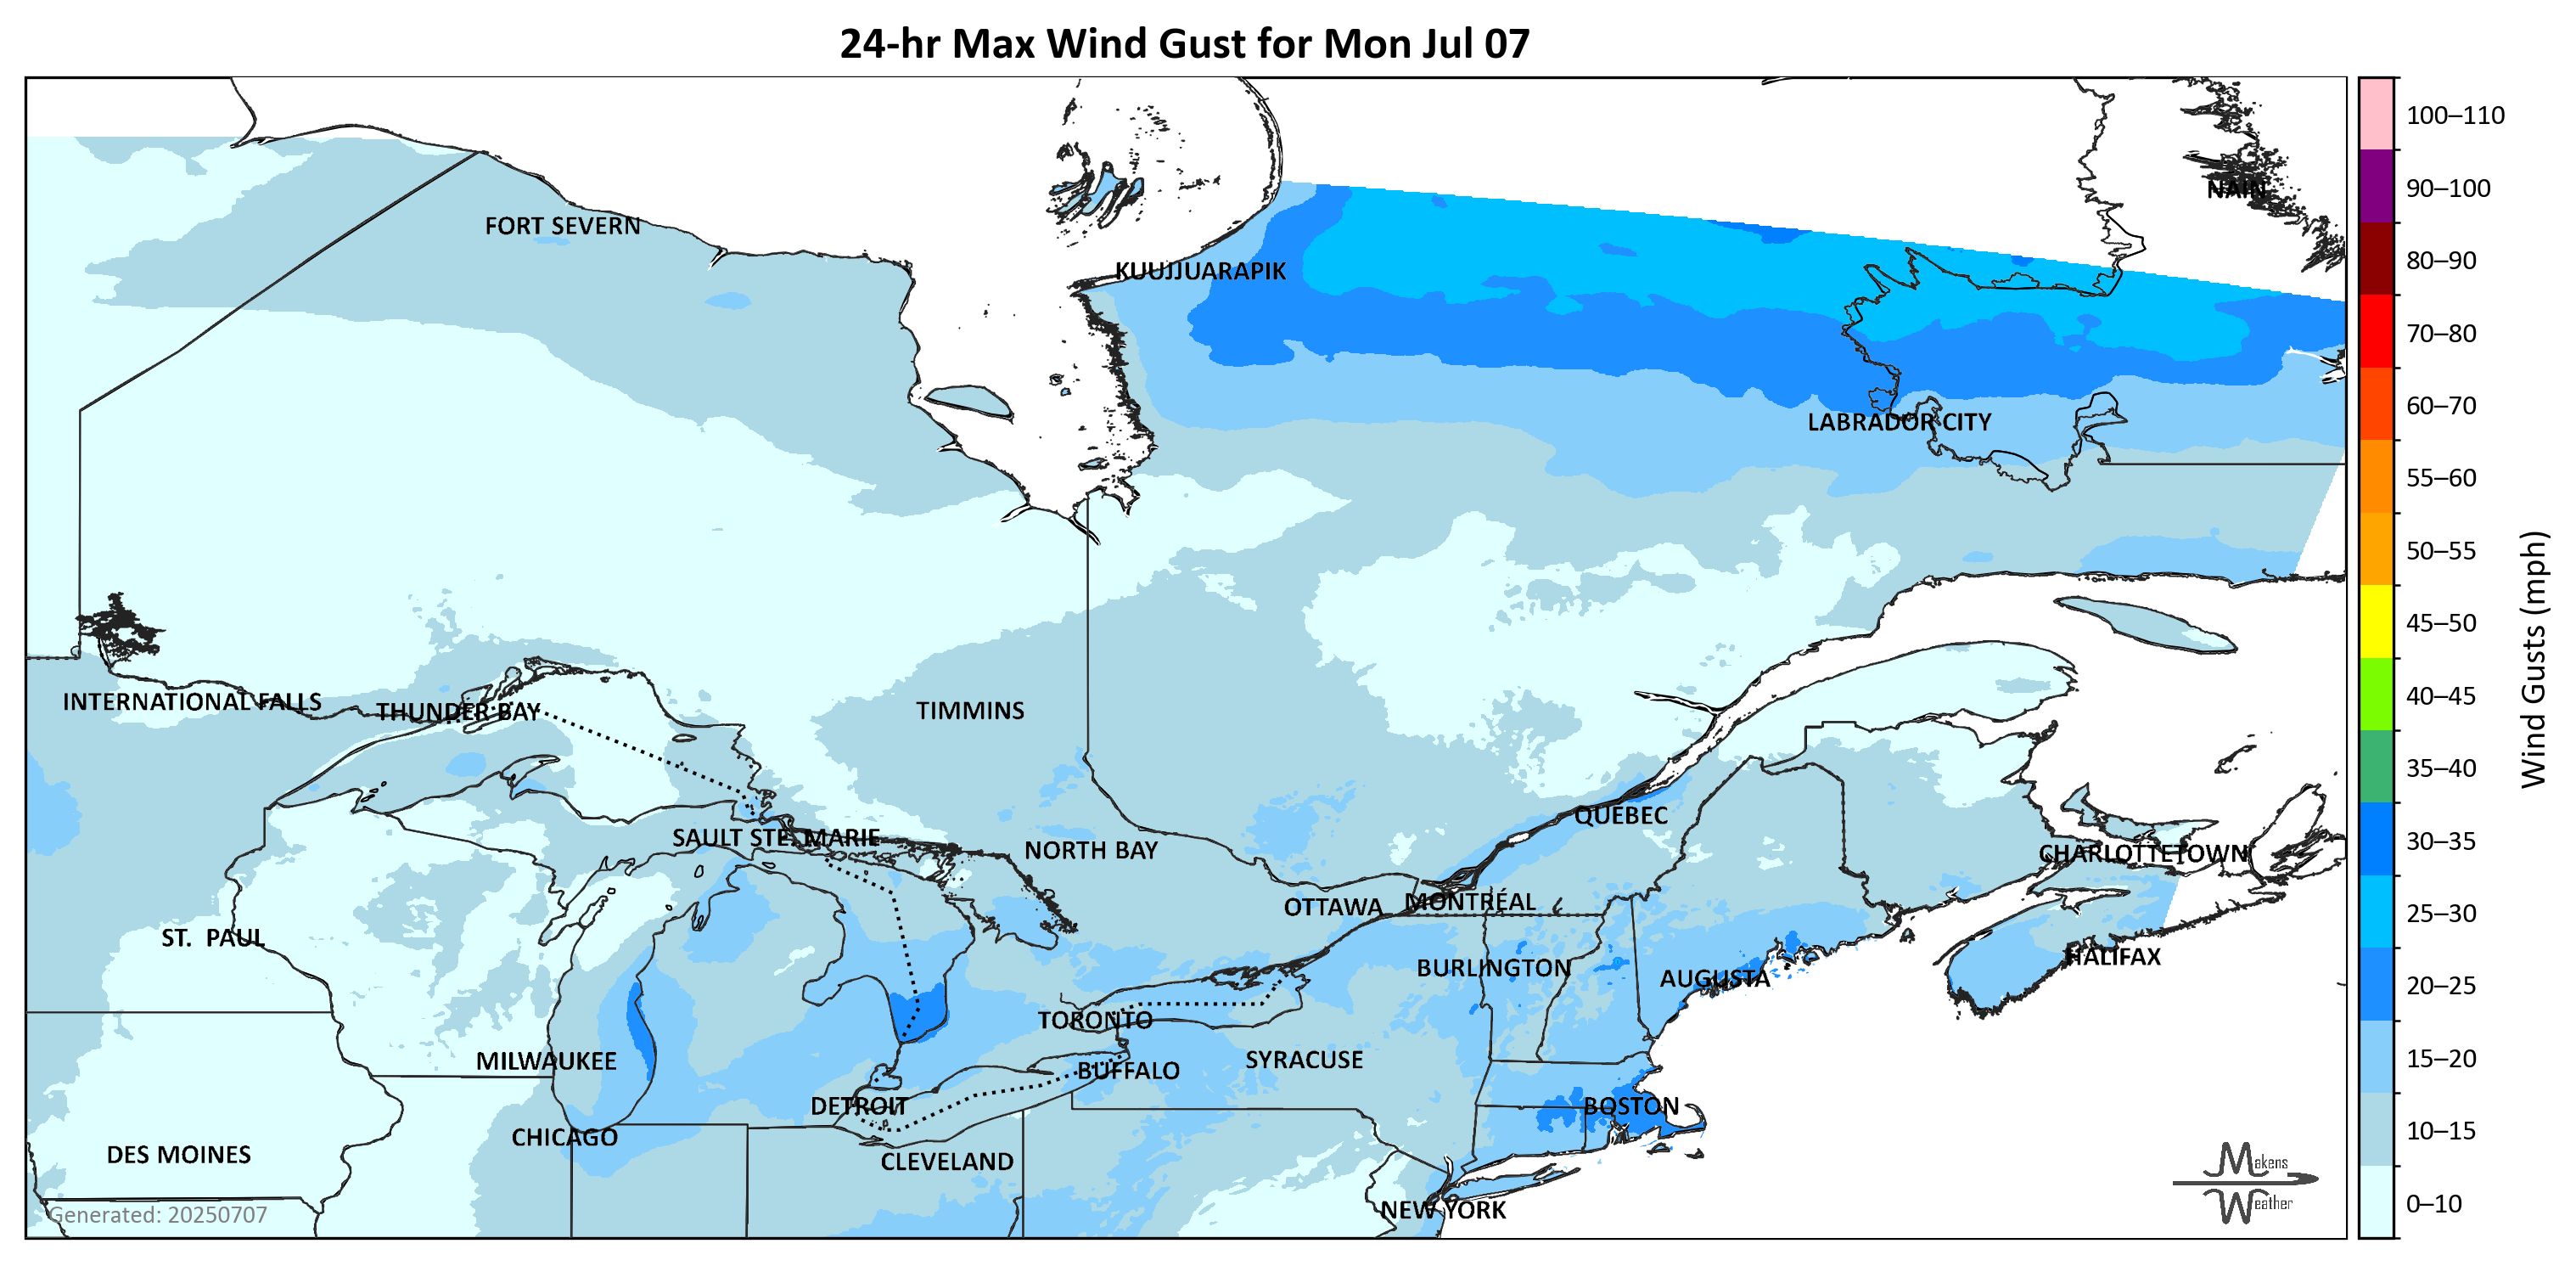 24-hr Max Wind Gust for Mon Jul 07
100–110
90–100
80–90
70–80
60–70
55–60
50–55
45–50
40–45
35–40
30–35
25–30
20–25
15–20
10–15
0–10
Wind Gusts (mph)
NAIN
FORT SEVERN
KUUJJUARAPIK
LABRADOR CITY
INTERNATIONAL FALLS
THUNDER BAY
TIMMINS
QUEBEC
SAULT STE. MARIE
NORTH BAY
CHARLOTTETOWN
OTTAWA
MONTRÉAL
ST. PAUL
HALIFAX
BURLINGTON
AUGUSTA
TORONTO
MILWAUKEE
SYRACUSE
BUFFALO
DETROIT
BOSTON
CHICAGO
DES MOINES
CLEVELAND
NEW YORK
Generated: 20250707
Makens
Weather